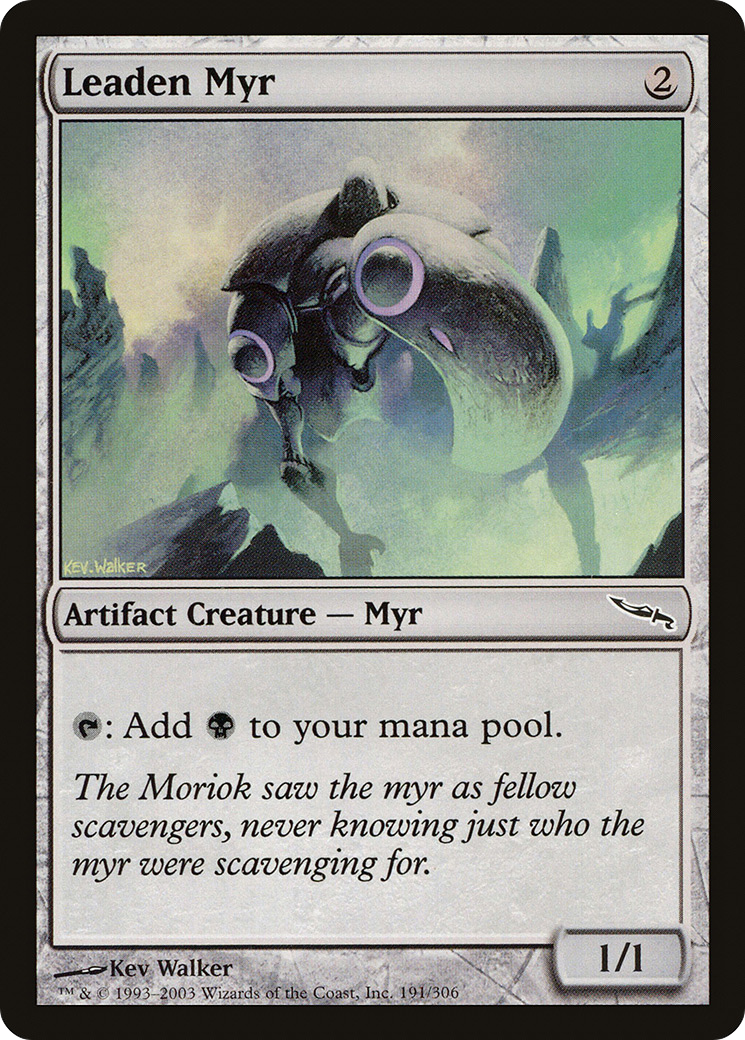 Leaden Myr
2
KEV.WALKER
Artifact Creature — Myr
: Add to your mana pool.
The Moriok saw the myr as fellow
scavengers, never knowing just who the
myr were scavenging for.
1/1
Kev Walker
™ & © 1993–2003 Wizards of the Coast, Inc. 191/306